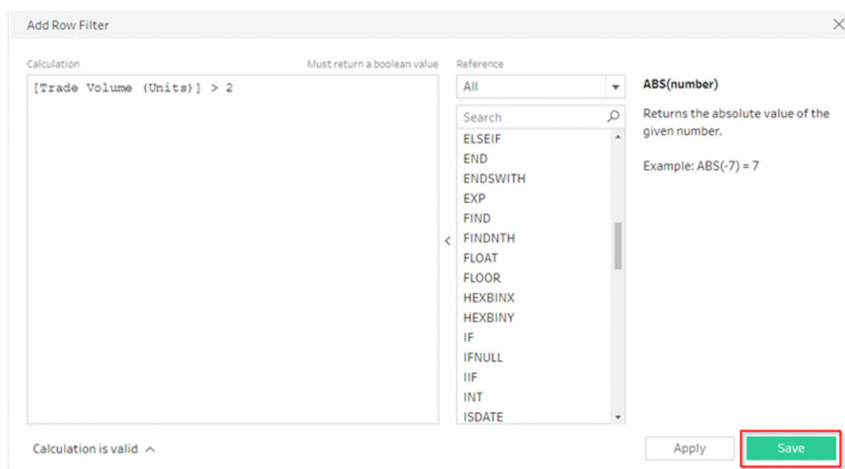 Add Row Filter
Calculation Must return a boolean value Reference
[Trade Volume (Units)] > 2
All
Search
ELSEIF
END
ENDSWITH
EXP
FIND
FINDNTH
FLOAT
FLOOR
HEXBINX
HEXBINY
IF
IFNULL
IIF
INT
ISDATE
ABS(number)
Returns the absolute value of the
given number.
Example: ABS(-7) = 7
Calculation is valid
Apply Save